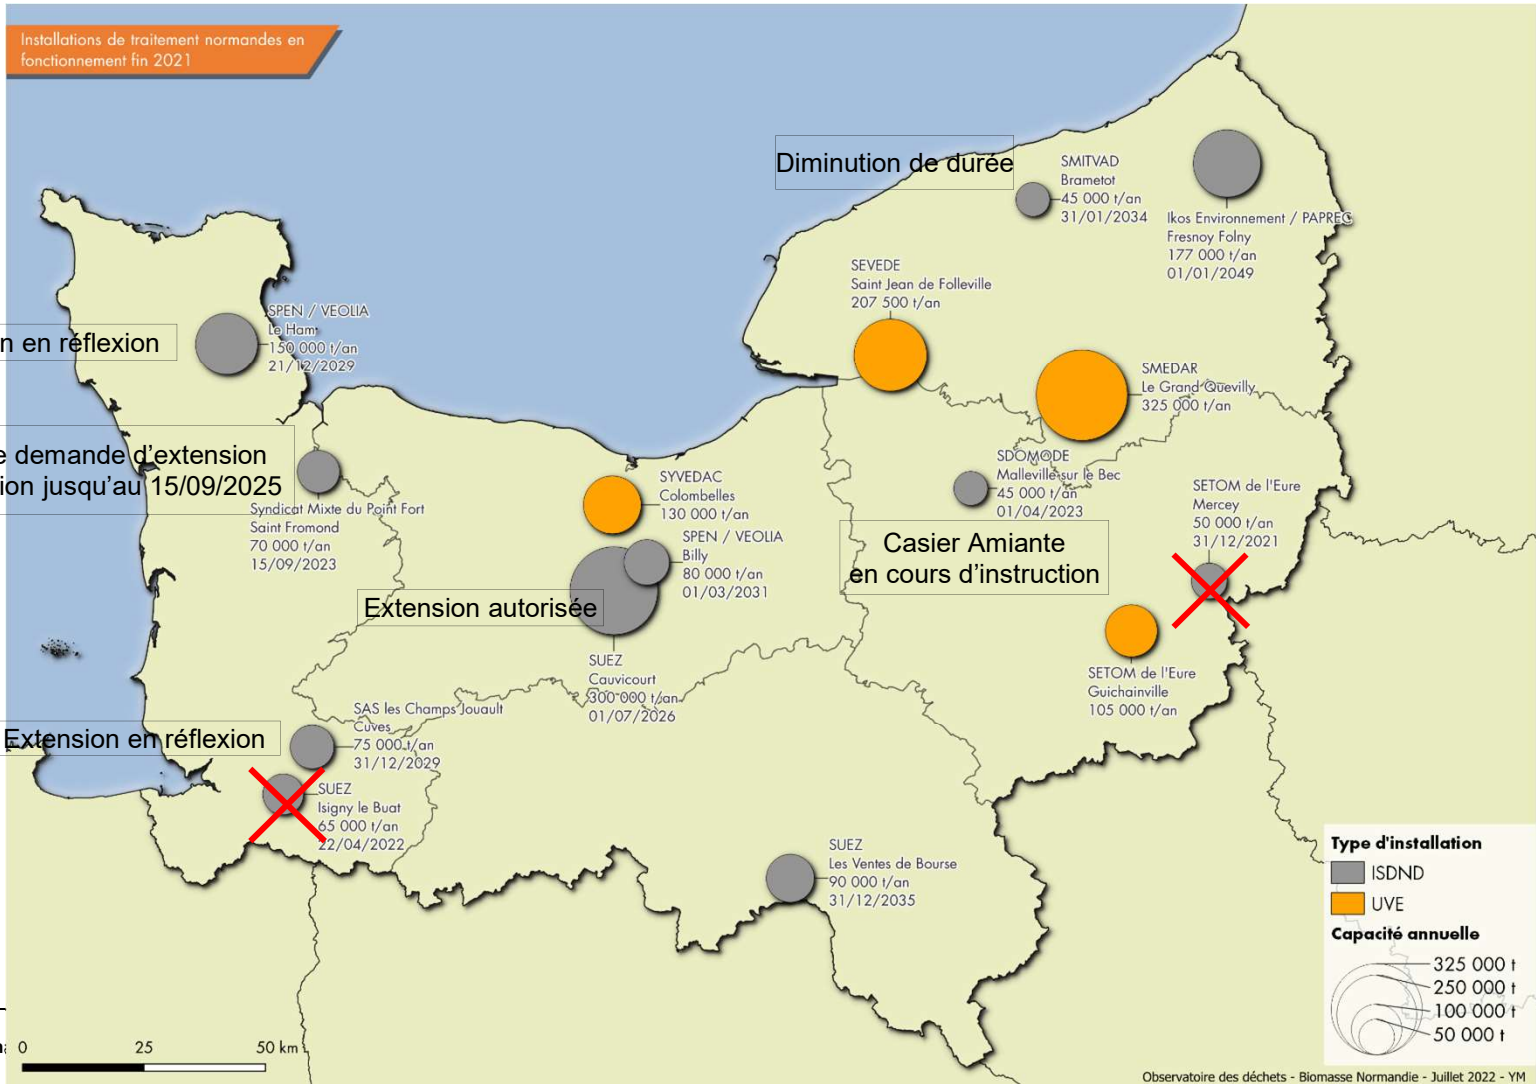 Installations de traitement normandes en
fonctionnement fin 2021
Diminution de durée
SMITVAD
Brametot
45 000 t/an
31/01/2034
Ikos Environnement / PAPREC
Fresnoy Folny
177 000 t/an
01/01/2049
SEVEDE
Saint Jean de Folleville
207 500 t/an
SPEN / VEOLIA
Le Ham
150 000 t/an
21/12/2029
n en réflexion
SMEDAR
Le Grand Quevilly
325 000 t/an
e demande d'extension
ion jusqu'au 15/09/2025
Syndicat Mixte du Point Fort
Saint Fromond
70 000 t/an
15/09/2023
SYVEDAC
Colombelles
130 000 t/an
SPEN / VEOLIA
Billy
80 000 t/an
01/03/2031
SDOMODE
Malleville sur le Bec
45 000 t/an
01/04/2023
SETOM de l'Eure
Mercey
50 000 t/an
31/12/2021
Casier Amiante
en cours d'instruction
Extension autorisée
SUEZ
Cauvicourt
300 000 t/an
01/07/2026
SETOM de l'Eure
Guichainville
105 000 t/an
Extension en réflexion
SAS les Champs Jouault
Cuves
75 000 t/an
31/12/2029
SUEZ
Isigny le Buat
65 000 t/an
22/04/2022
SUEZ
Les Ventes de Bourse
90 000 t/an
31/12/2035
Type d'installation
ISDND
UVE
Capacité annuelle
325 000 t
250 000 t
100 000 t
50 000 t
0 25 50 km
Observatoire des déchets - Biomasse Normandie - Juillet 2022 - YM